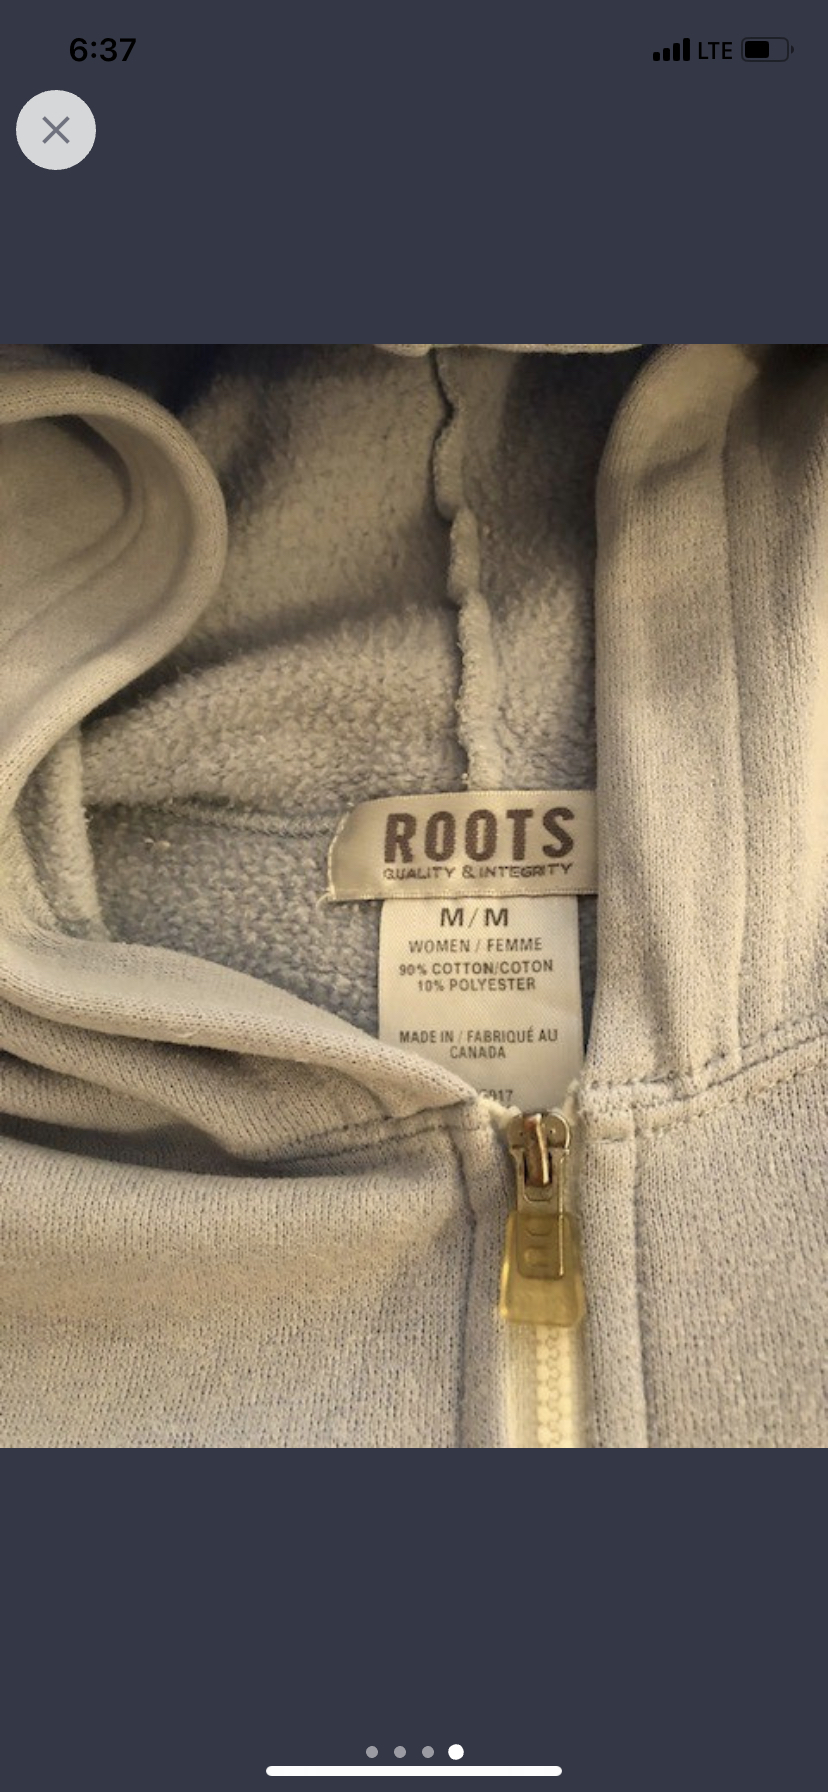 6:37
LTE
ROOTS
QUALITY & INTEGRITY
M/M
WOMEN / FEMME
90% COTTON/COTON
10% POLYESTER
MADE IN / FABRIQUÉ AU
CANADA